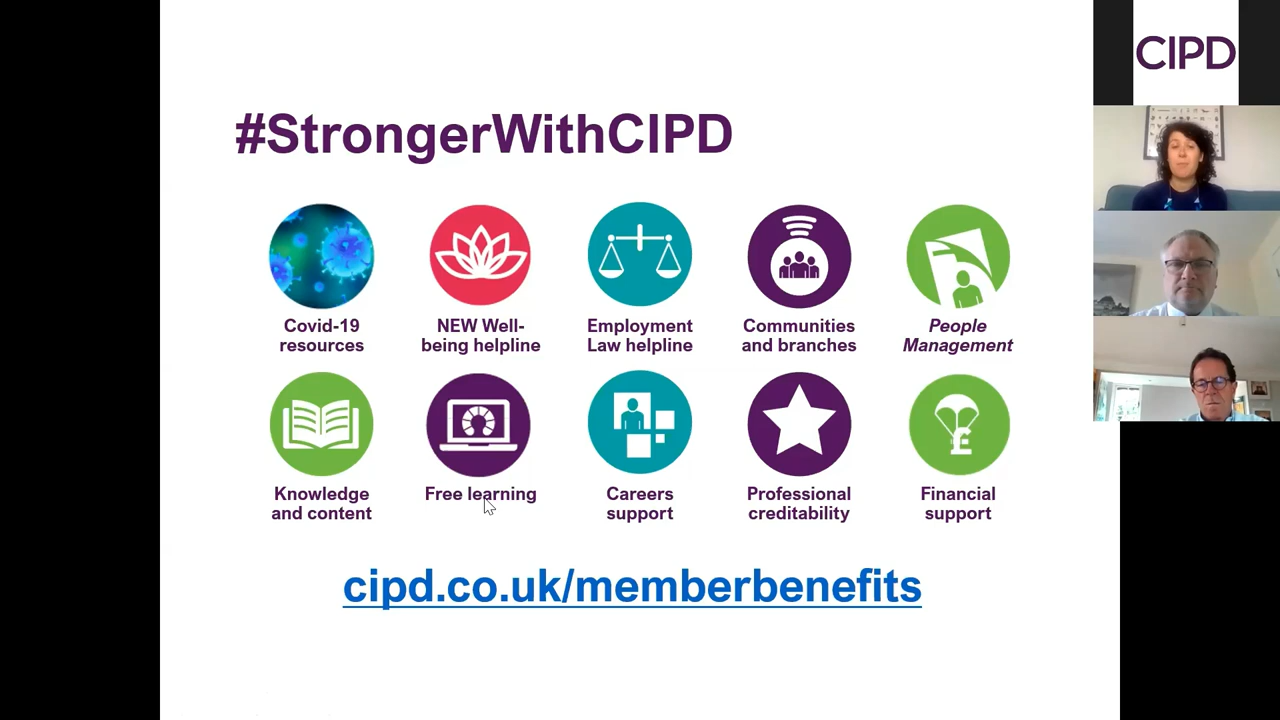 CIPD
#StrongerWithCIPD
Covid-19
resources
NEW Well-
being helpline
Employment
Law helpline
Communities
and branches
People
Management
Knowledge
and content
Free learning
Careers
support
Professional
creditability
£
Financial
support
cipd.co.uk/memberbenefits